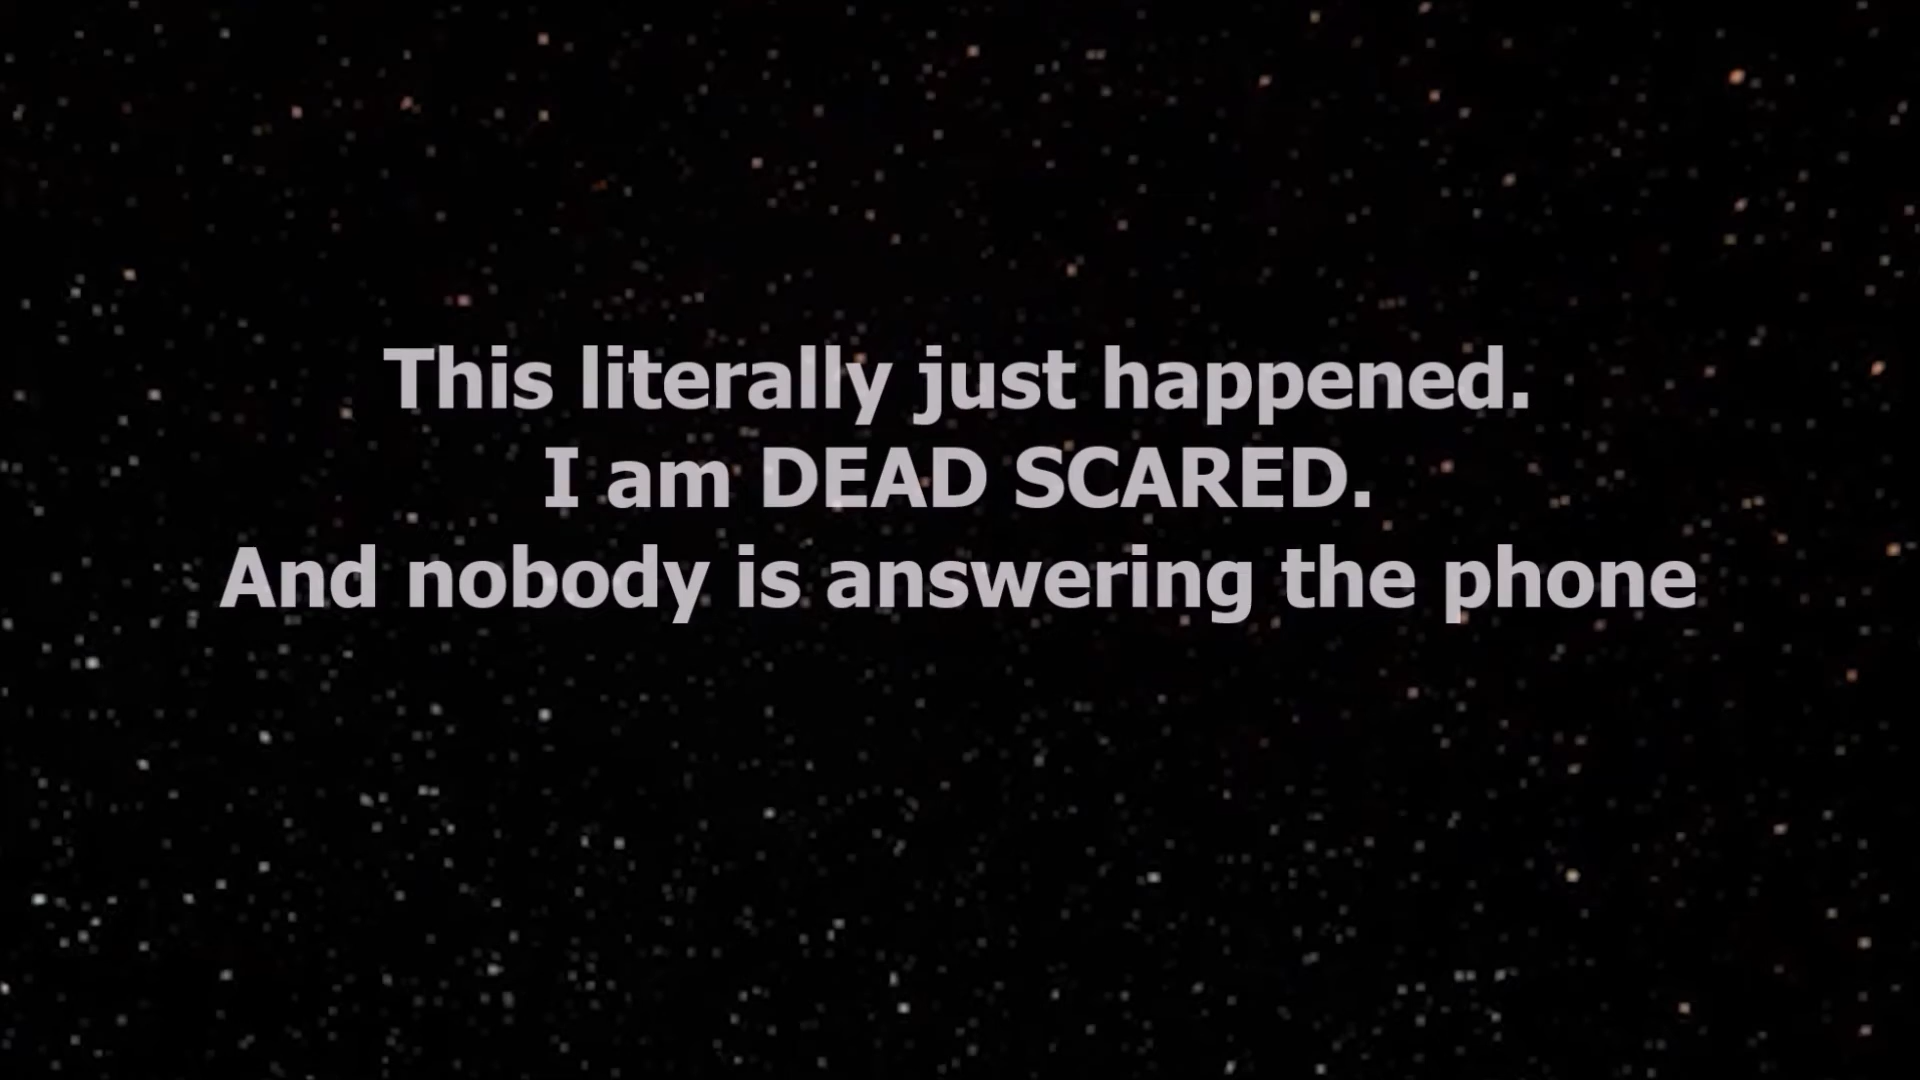 This literally just happened.
I am DEAD SCARED.
And nobody is answering the phone